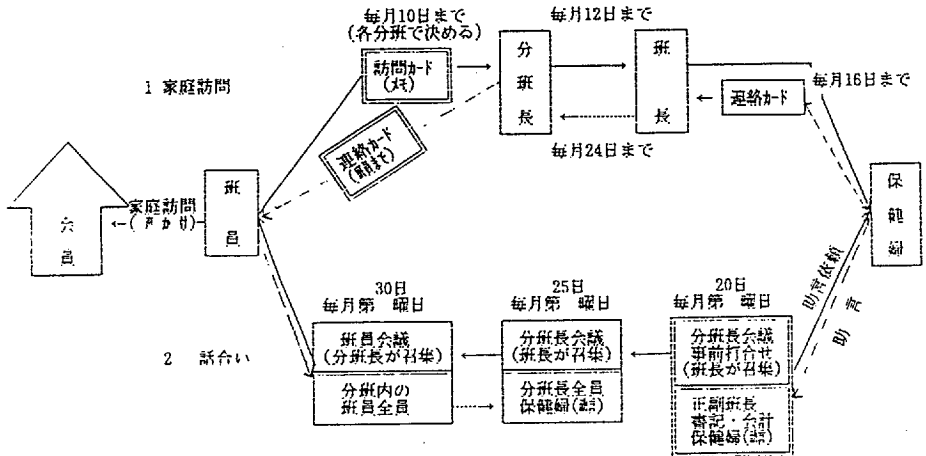 毎月10日まで
(各分班で決める)
毎月12日まで
訪問カード
(メモ)
分班長
班長
1 家庭訪問
毎月16日まで
連絡カード
連絡カード
毎月24日まで
会員
家庭訪問
班員
保健婦
30日
毎月第 曜日
25日
毎月第 曜日
20日
毎月第 曜日
助言依頼
助言
2 話合い
班員会議
(分班長が召集)
分班長会議
(班長が召集)
分班長会議
事前打合せ
(班長が召集)
分班内の
班員全員
分班長全員
保健婦
正副班長
書記・会計
保健婦